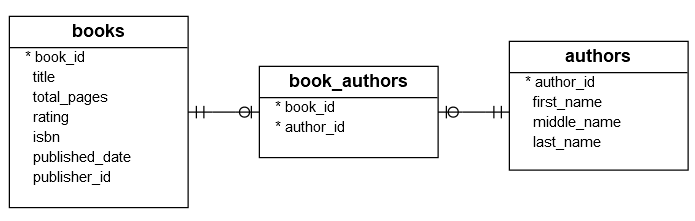 books
* book_id
title
total_pages
rating
isbn
published_date
publisher_id
book_authors
* book_id
* author_id
authors
* author_id
first_name
middle_name
last_name